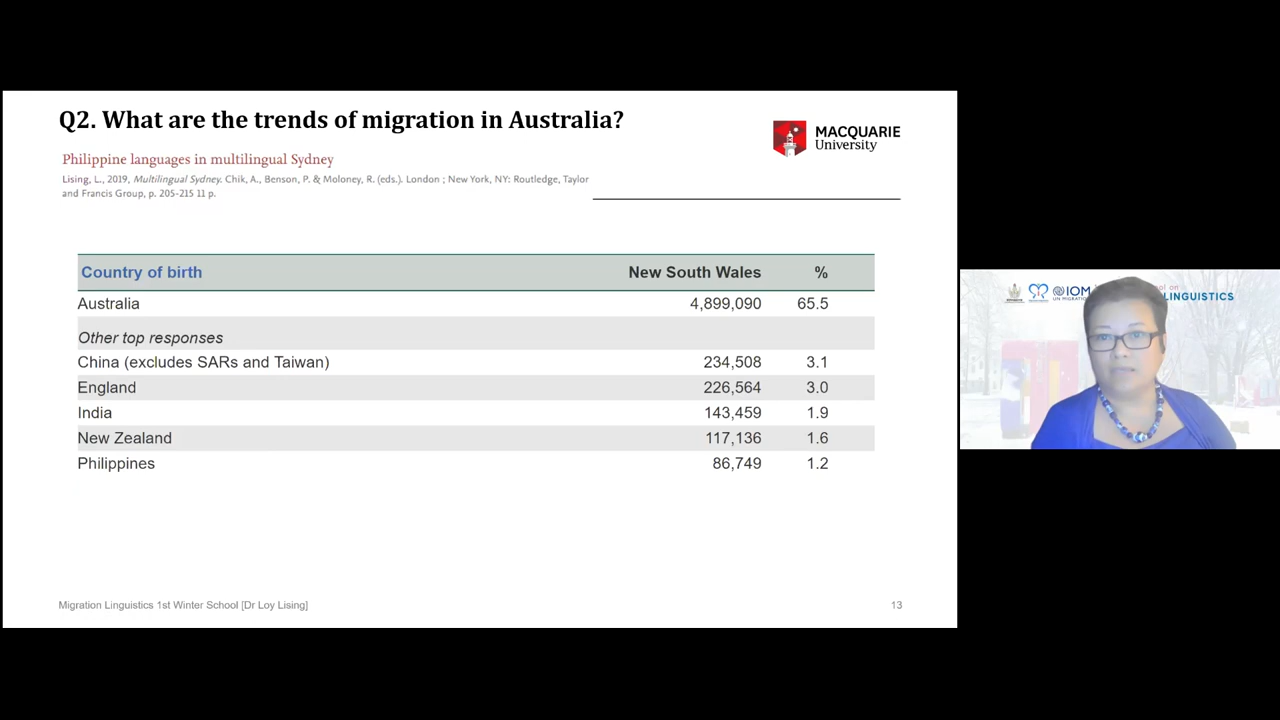 Q2. What are the trends of migration in Australia?
MACQUARIE
University
Philippine languages in multilingual Sydney
Lising, L., 2019, Multilingual Sydney. Chik, A., Benson, P. & Moloney, R. (eds.). London ; New York, NY: Routledge, Taylor
and Francis Group, p. 205-215 11 p.
Country of birth New South Wales %
Australia 4,899,090 65.5
Other top responses
China (excludes SARs and Taiwan) 234,508 3.1
England 226,564 3.0
India 143,459 1.9
New Zealand 117,136 1.6
Philippines 86,749 1.2
Migration Linguistics 1st Winter School [Dr Loy Lising] 13
IOM
UN MIGRATION
on
LINGUISTICS